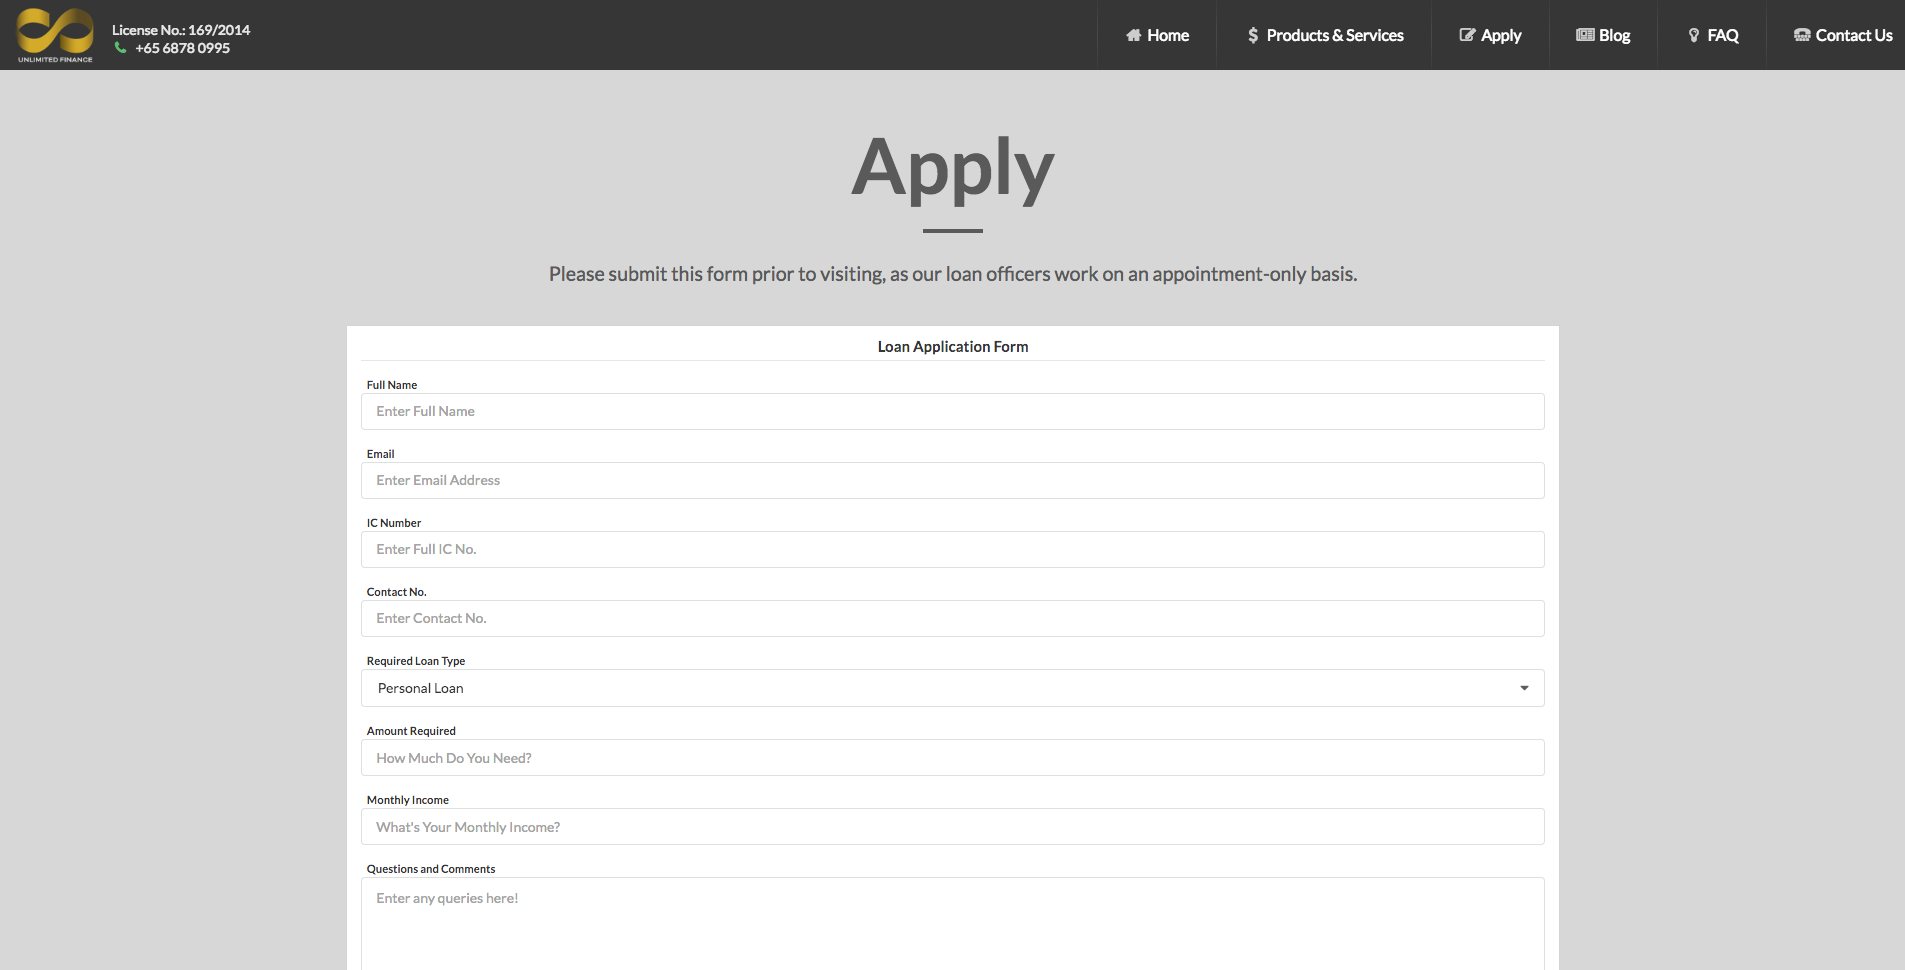 UNLIMITED FINANCE
License No.: 169/2014
+65 6878 0995
Home
Products & Services
Apply
Blog
FAQ
Contact Us
Apply
Please submit this form prior to visiting, as our loan officers work on an appointment-only basis.
Loan Application Form
Full Name
Enter Full Name
Email
Enter Email Address
IC Number
Enter Full IC No.
Contact No.
Enter Contact No.
Required Loan Type
Personal Loan
Amount Required
How Much Do You Need?
Monthly Income
What's Your Monthly Income?
Questions and Comments
Enter any queries here!